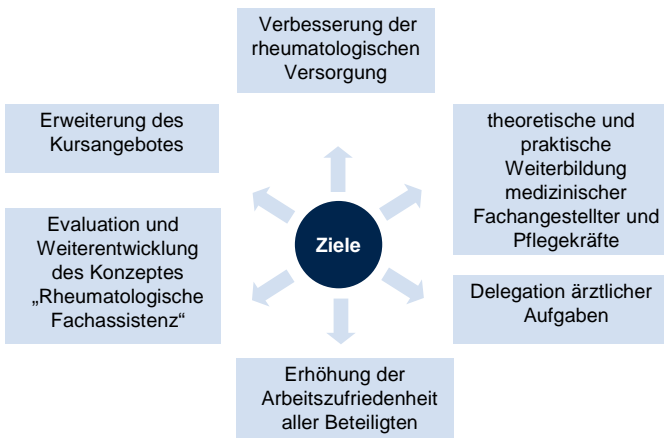 Verbesserung der
rheumatologischen
Versorgung
Erweiterung des
Kursangebotes
theoretische und
praktische
Weiterbildung
medizinischer
Fachangestellter und
Pflegekräfte
Evaluation und
Weiterentwicklung
des Konzeptes
„Rheumatologische
Fachassistenz“
Ziele
Delegation ärztlicher
Aufgaben
Erhöhung der
Arbeitszufriedenheit
aller Beteiligten